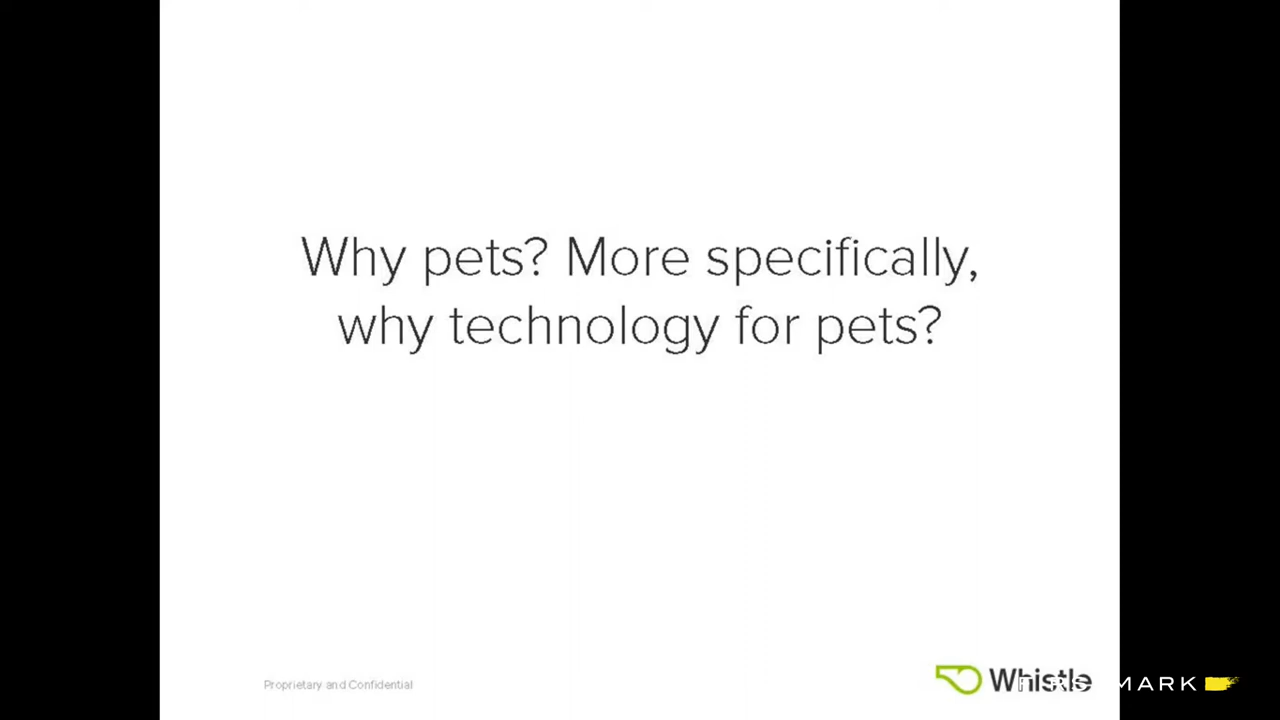 Why pets? More specifically,
why technology for pets?
Proprietary and Confidential
Whistle
MARK